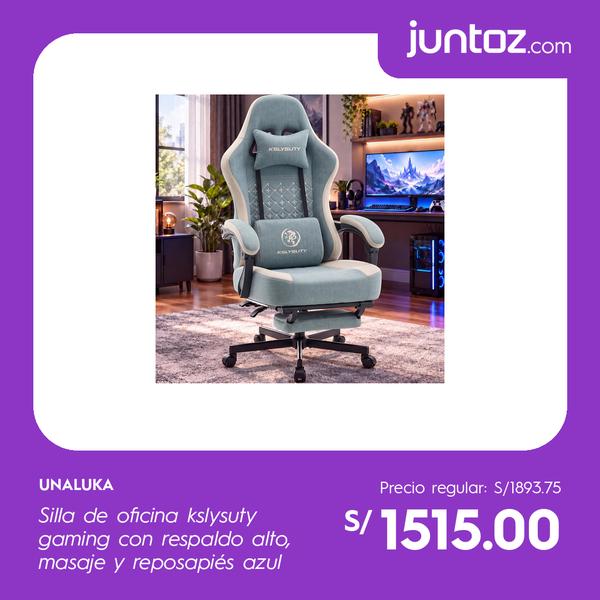 juntoz.com
KSLYSUTY
KSLYSUTY
UNALUKA
Silla de oficina kslysuty
gaming con respaldo alto,
masaje y reposapiés azul
Precio regular: S/1893.75
S/ 1515.00